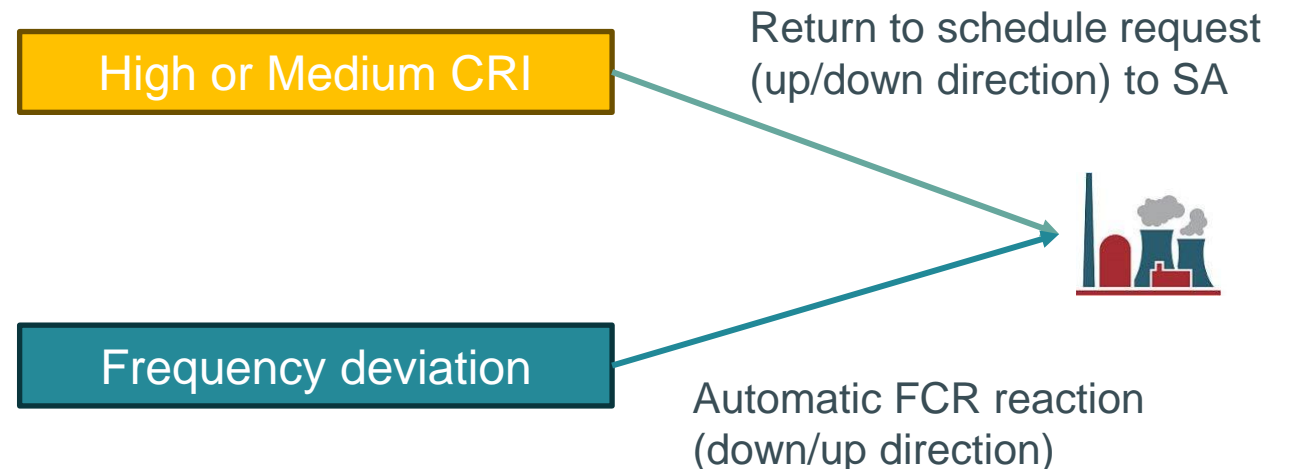 High or Medium CRI
Return to schedule request
(up/down direction) to SA
Frequency deviation
Automatic FCR reaction
(down/up direction)